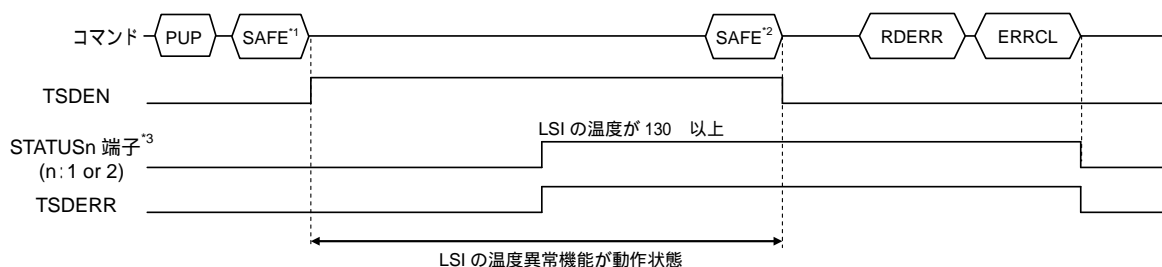 コマンド PUP SAFE*1 SAFE*2 RDERR ERRCL
TSDEN
LSI の温度が 130 以上
STATUSn 端子*3
(n:1 or 2)
TSDERR
LSI の温度異常機能が動作状態